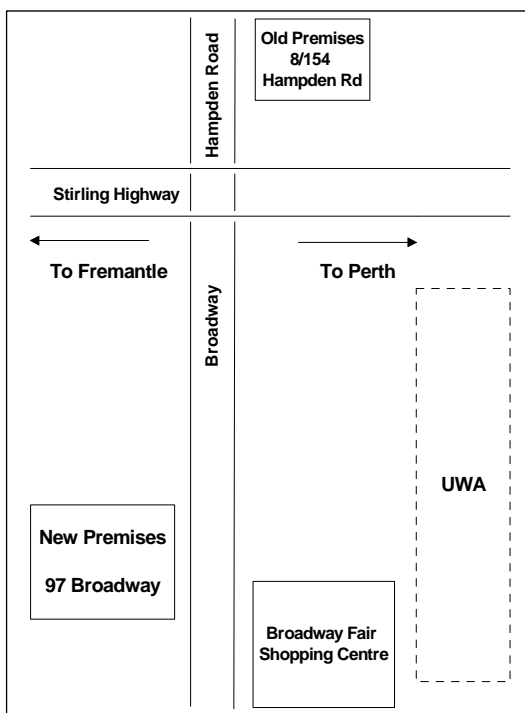 Hampden Road
Old Premises
8/154
Hampden Rd
Stirling Highway
To Fremantle
To Perth
Broadway
UWA
New Premises
97 Broadway
Broadway Fair
Shopping Centre